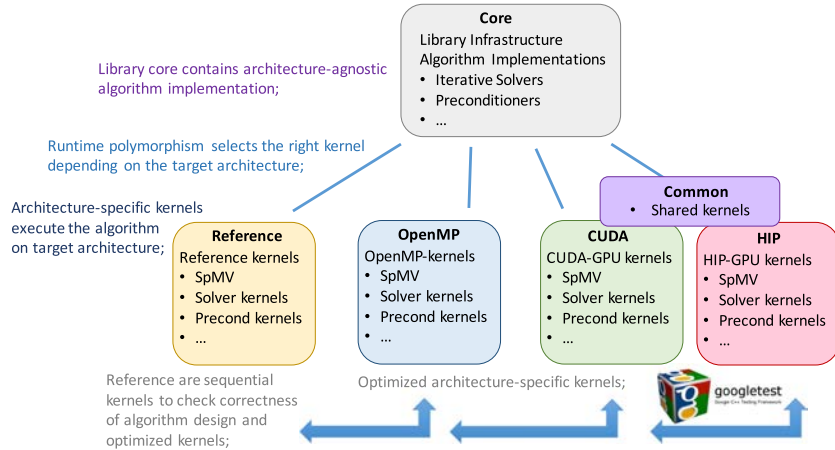 Core
Library Infrastructure
Algorithm Implementations
• Iterative Solvers
• Preconditioners
• ...
Library core contains architecture-agnostic
algorithm implementation;
Runtime polymorphism selects the right kernel
depending on the target architecture;
Architecture-specific kernels
execute the algorithm
on target architecture;
Common
• Shared kernels
Reference
Reference kernels
• SpMV
• Solver kernels
• Precond kernels
• ...
OpenMP
OpenMP-kernels
• SpMV
• Solver kernels
• Precond kernels
• ...
CUDA
CUDA-GPU kernels
• SpMV
• Solver kernels
• Precond kernels
• ...
HIP
HIP-GPU kernels
• SpMV
• Solver kernels
• Precond kernels
• ...
Reference are sequential
kernels to check correctness
of algorithm design and
optimized kernels;
Optimized architecture-specific kernels;
g
googletest
Google C++ Testing Framework